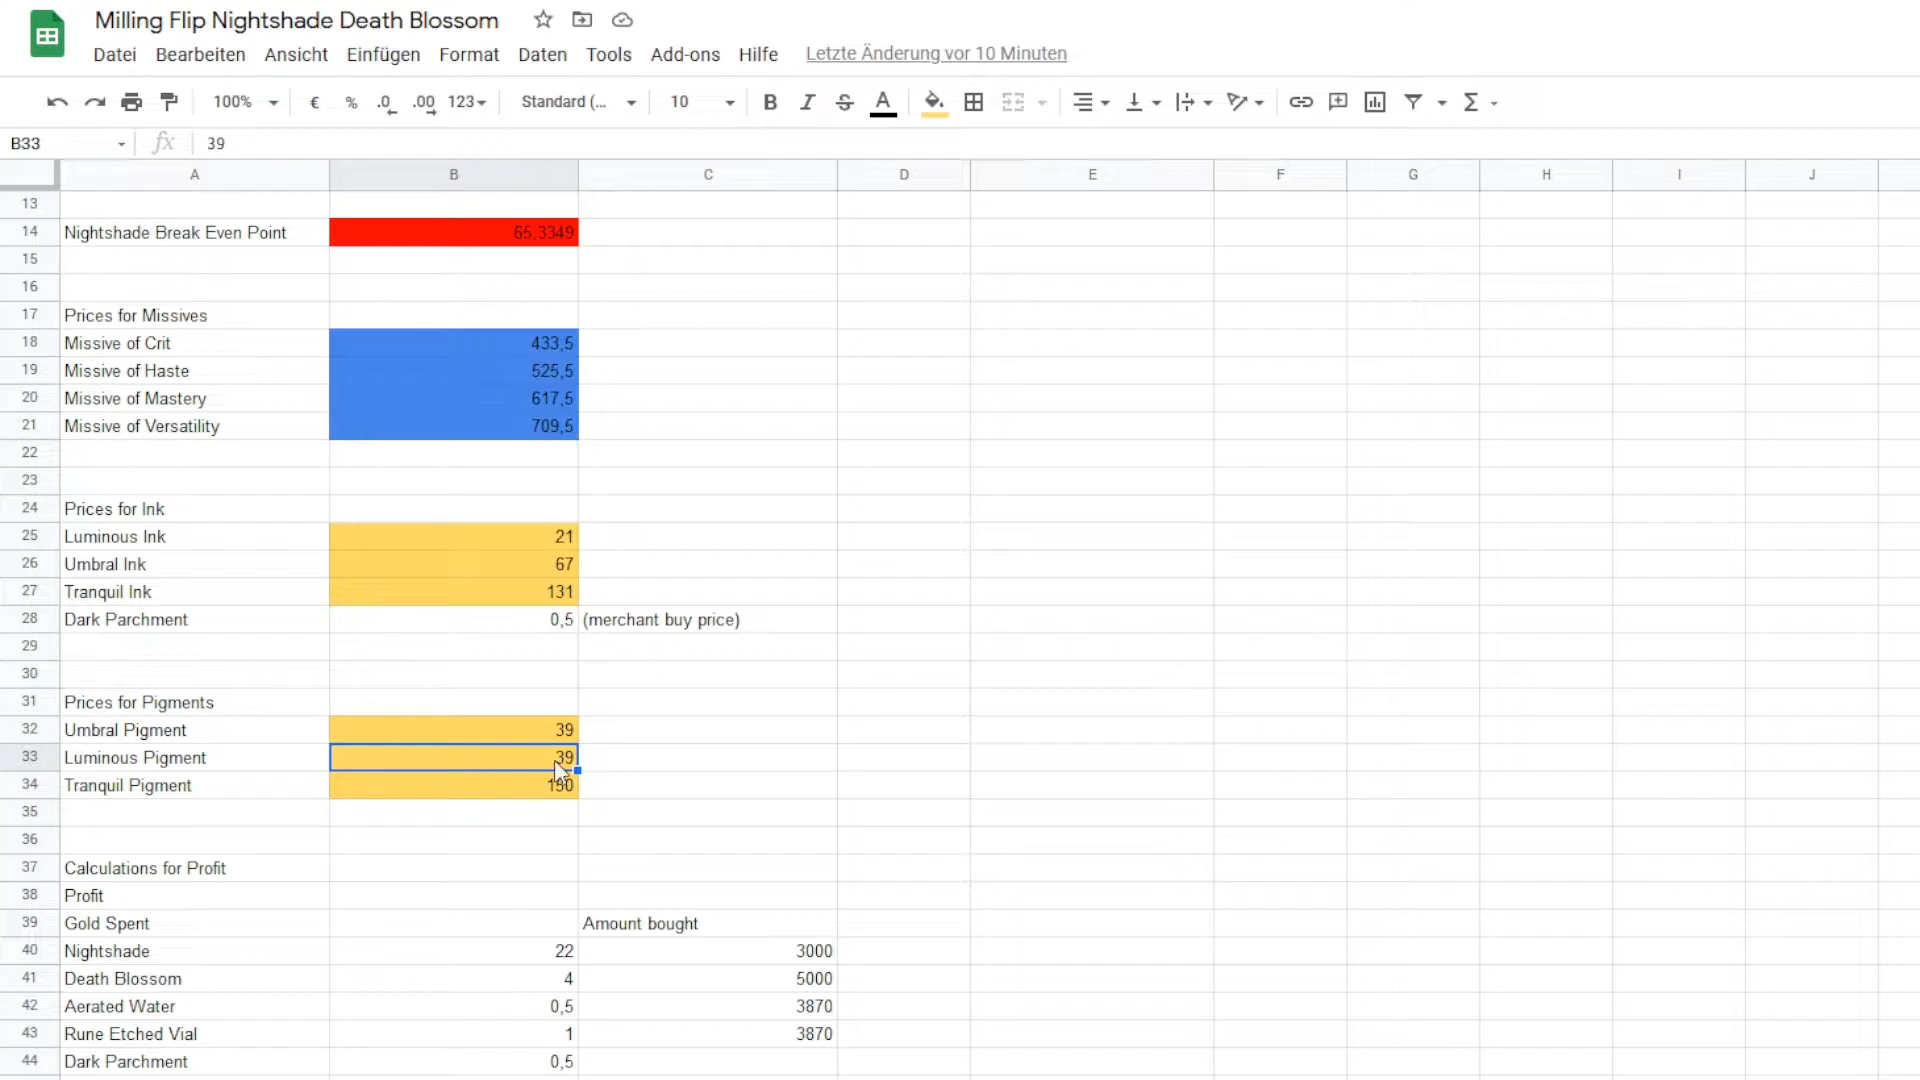 Milling Flip Nightshade Death Blossom
Datei Bearbeiten Ansicht Einfügen Format Daten Tools Add-ons Hilfe Letzte Änderung vor 10 Minuten
100% € % .0 .00 123 Standard (... 10 B I S A Σ
B33 fx 39
A B C D E F G H I J
13
14 Nightshade Break Even Point 65,3349
15
16
17 Prices for Missives
18 Missive of Crit 433,5
19 Missive of Haste 525,5
20 Missive of Mastery 617,5
21 Missive of Versatility 709,5
22
23
24 Prices for Ink
25 Luminous Ink 21
26 Umbral Ink 67
27 Tranquil Ink 131
28 Dark Parchment 0,5 (merchant buy price)
29
30
31 Prices for Pigments
32 Umbral Pigment 39
33 Luminous Pigment 39
34 Tranquil Pigment
35
36
37 Calculations for Profit
38 Profit
39 Gold Spent Amount bought
40 Nightshade 22 3000
41 Death Blossom 4 5000
42 Aerated Water 0,5 3870
43 Rune Etched Vial 1 3870
44 Dark Parchment 0,5